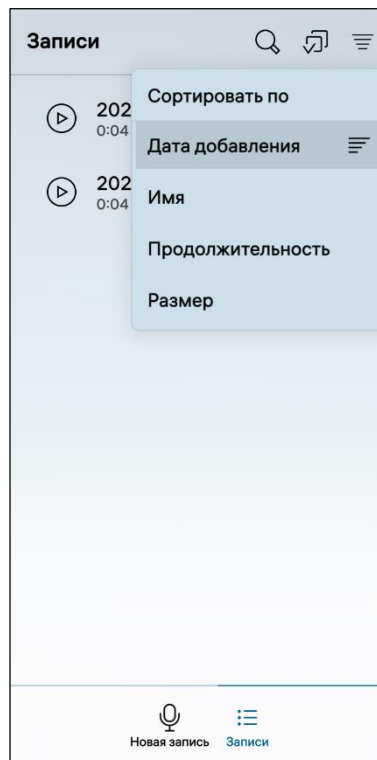 Записи
Сортировать по
202
0:04
Дата добавления
202
0:04
Имя
Продолжительность
Размер
Новая запись
Записи